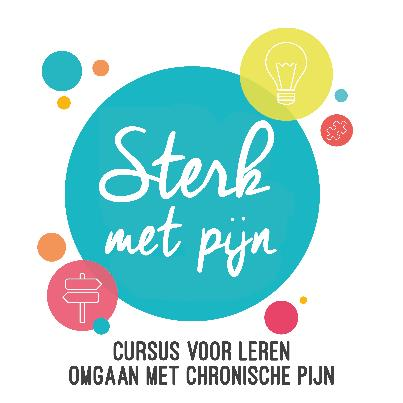 Sterk
met pijn
CURSUS VOOR LEREN
OMGAAN MET CHRONISCHE PIJN